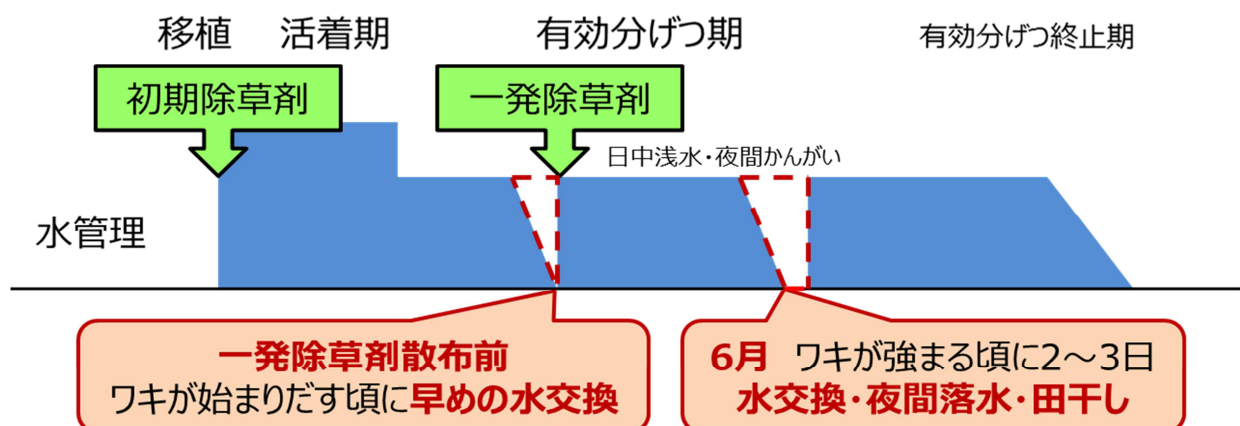 移植 活着期 有効分げつ期 有効分げつ終止期
初期除草剤 一発除草剤
日中浅水・夜間かんがい
水管理
一発除草剤散布前
ワキが始まりだす頃に早めの水交換
6月 ワキが強まる頃に2～3日
水交換・夜間落水・田干し